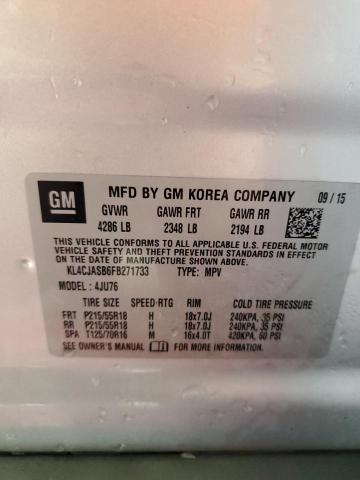 GM
MFD BY GM KOREA COMPANY 09/15
GVWR GAWR FRT GAWR RR
4286 LB 2348 LB 2194 LB
THIS VEHICLE CONFORMS TO ALL APPLICABLE U.S. FEDERAL MOTOR
VEHICLE SAFETY, BUMPER, AND THEFT PREVENTION STANDARDS IN
EFFECT ON THE DATE OF MANUFACTURE SHOWN ABOVE.
KL4CJASB6FB271733 TYPE: MPV
MODEL : 4JU76
TIRE SIZE SPEED-RTG RIM COLD TIRE PRESSURE
FRT P215/55R18 H 18x7.0J 240KPA, 35 PSI
RR P215/55R18 H 18x7.0J 240KPA, 35 PSI
SPA T125/70R16 M 16x4.0T 420KPA, 60 PSI
SEE OWNER'S MANUAL FOR MORE INFORMATION.